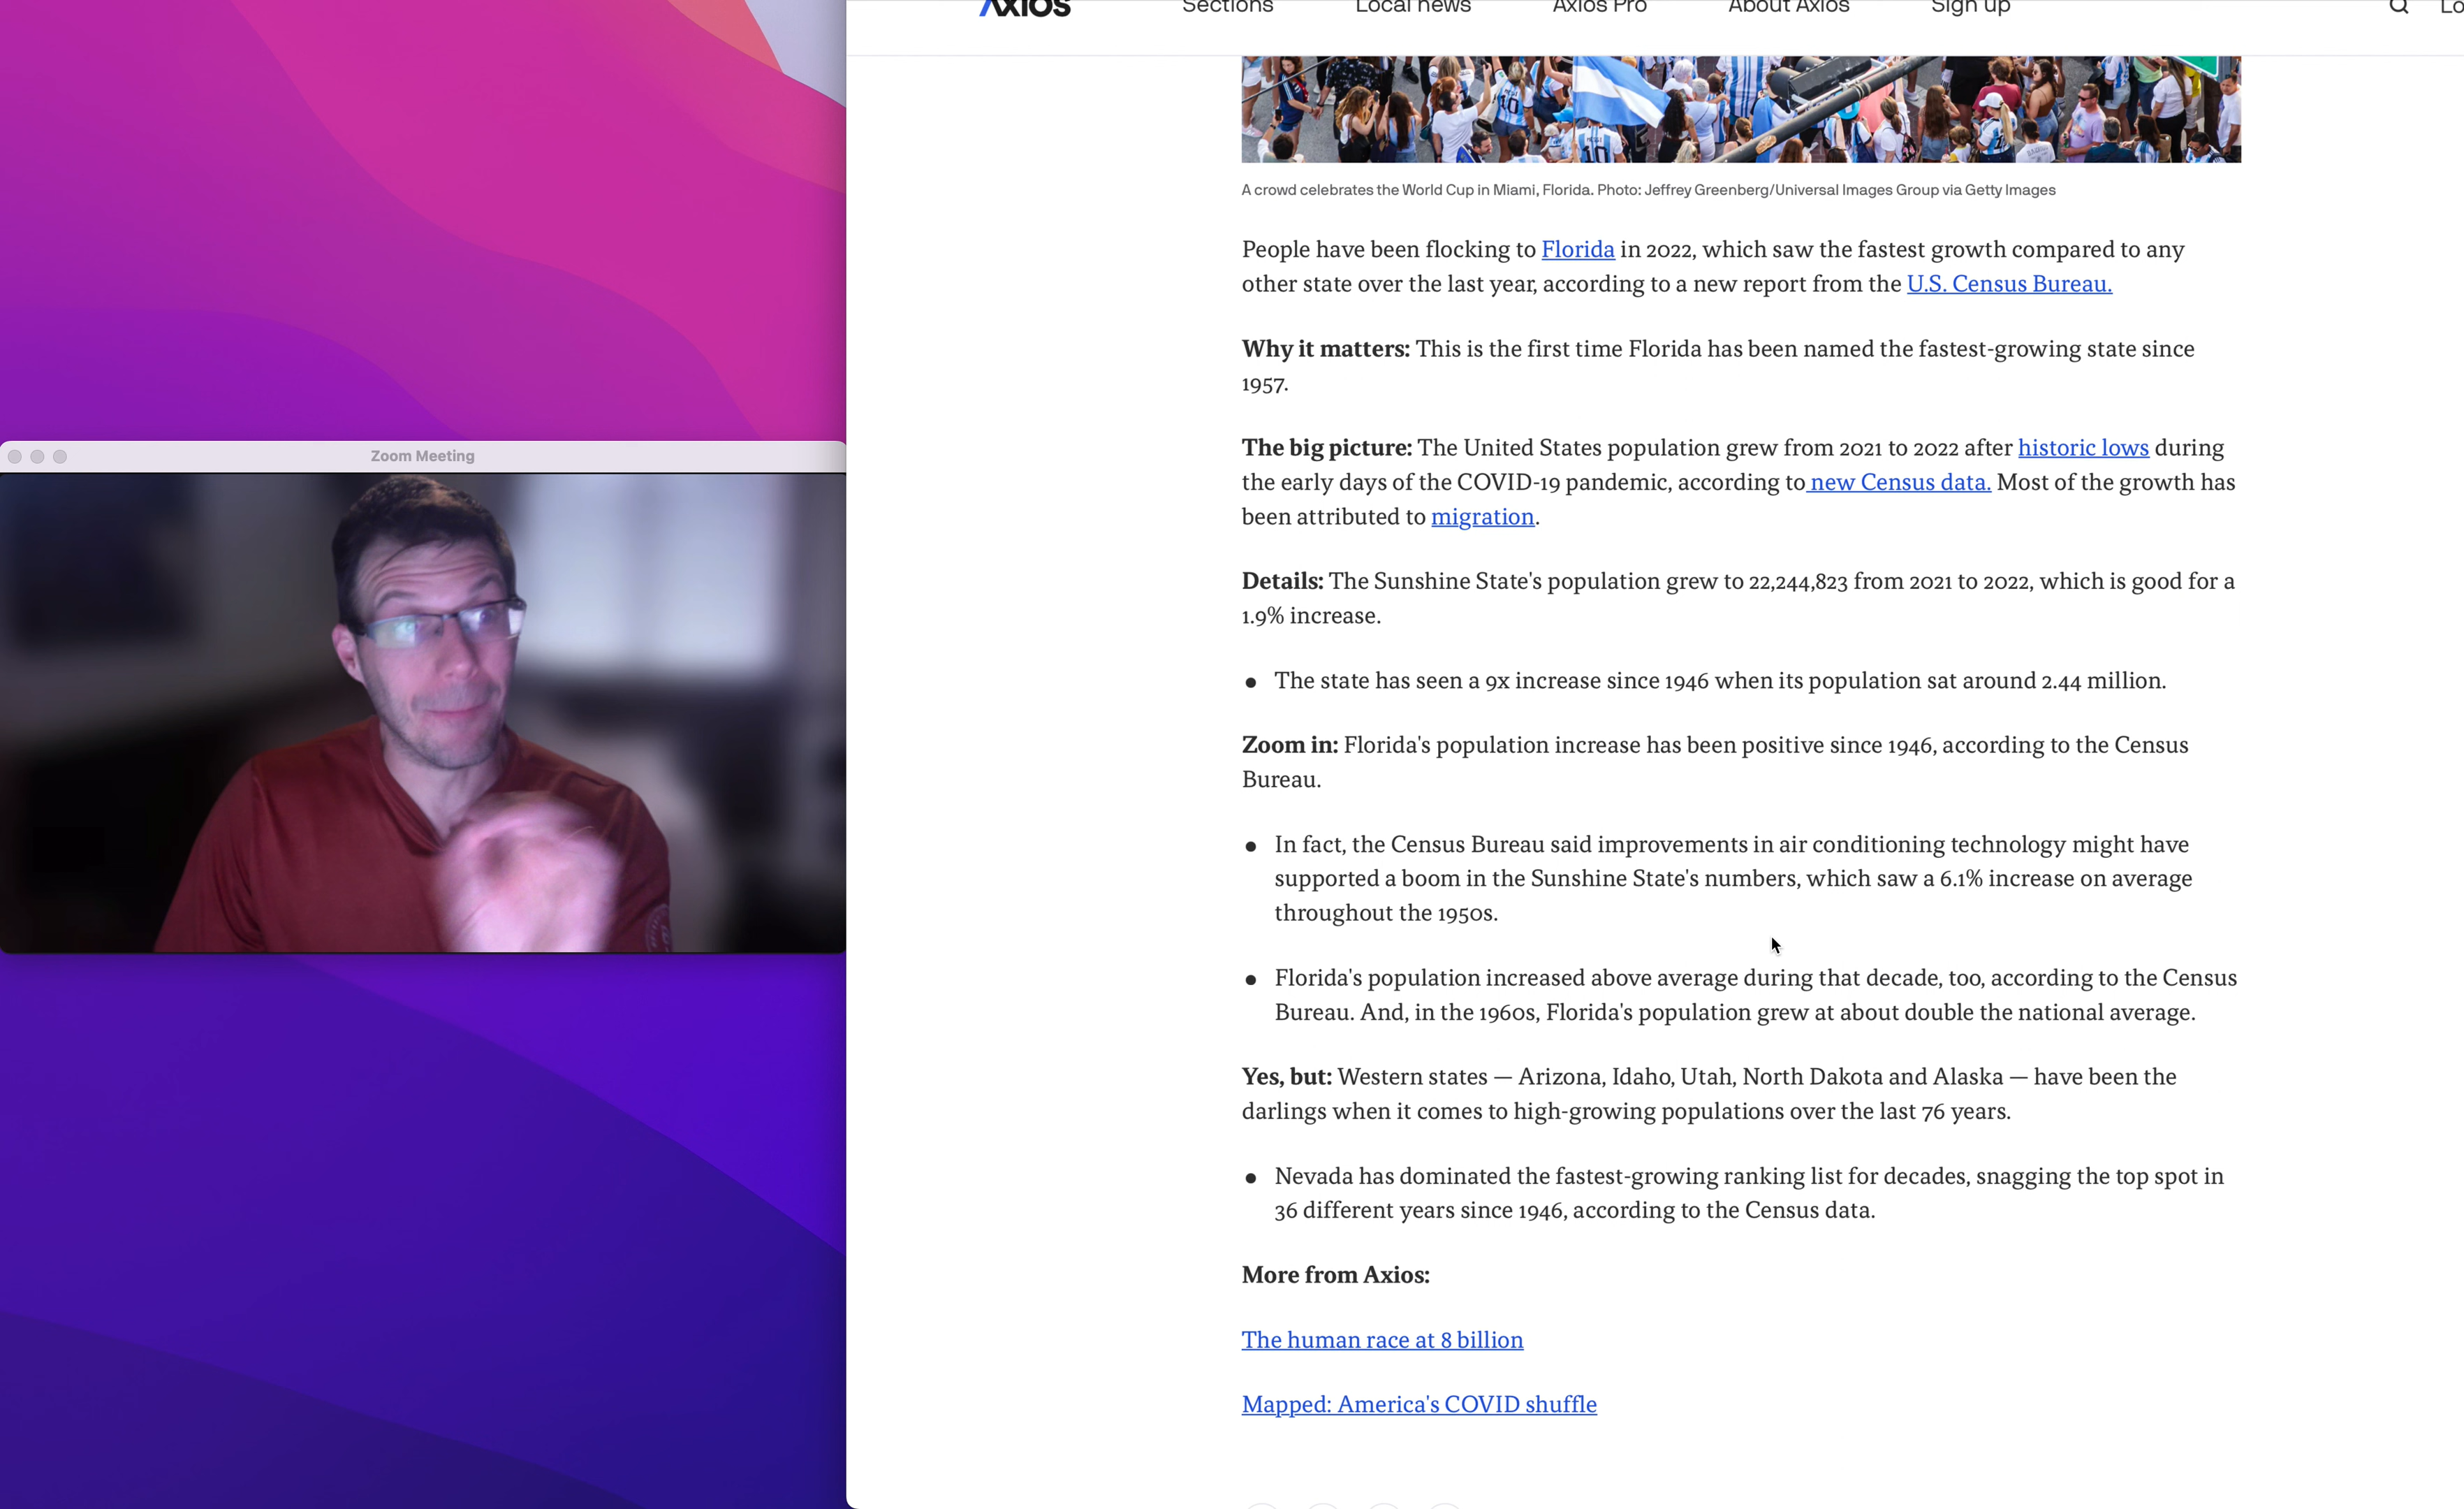 AXIOS
Sections
Local news
Axios Pro
About Axios
Sign up
10
10
A crowd celebrates the World Cup in Miami, Florida. Photo: Jeffrey Greenberg/Universal Images Group via Getty Images
People have been flocking to Florida in 2022, which saw the fastest growth compared to any
other state over the last year, according to a new report from the U.S. Census Bureau.
Why it matters: This is the first time Florida has been named the fastest-growing state since
1957.
The big picture: The United States population grew from 2021 to 2022 after historic lows during
the early days of the COVID-19 pandemic, according to new Census data. Most of the growth has
been attributed to migration.
Zoom Meeting
Details: The Sunshine State's population grew to 22,244,823 from 2021 to 2022, which is good for a
1.9% increase.
● The state has seen a 9x increase since 1946 when its population sat around 2.44 million.
Zoom in: Florida's population increase has been positive since 1946, according to the Census
Bureau.
● In fact, the Census Bureau said improvements in air conditioning technology might have
supported a boom in the Sunshine State's numbers, which saw a 6.1% increase on average
throughout the 1950s.
● Florida's population increased above average during that decade, too, according to the Census
Bureau. And, in the 1960s, Florida's population grew at about double the national average.
Yes, but: Western states — Arizona, Idaho, Utah, North Dakota and Alaska — have been the
darlings when it comes to high-growing populations over the last 76 years.
● Nevada has dominated the fastest-growing ranking list for decades, snagging the top spot in
36 different years since 1946, according to the Census data.
More from Axios:
The human race at 8 billion
Mapped: America's COVID shuffle